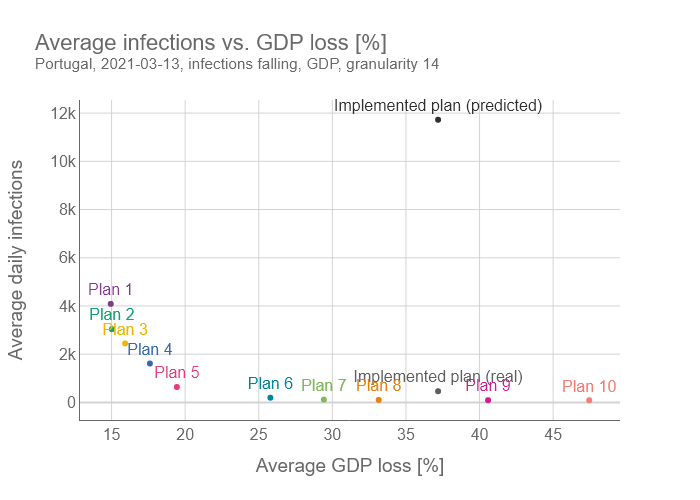 Average infections vs. GDP loss [%]
Portugal, 2021-03-13, infections falling, GDP, granularity 14
Implemented plan (predicted)
12k
10k
8k
6k
4k
2k
0
Average daily infections
Plan 1
Plan 2
Plan 3
Plan 4
Plan 5
Plan 6
Plan 7
Implemented plan (real)
Plan 8
Plan 9
Plan 10
15
20
25
30
35
40
45
Average GDP loss [%]